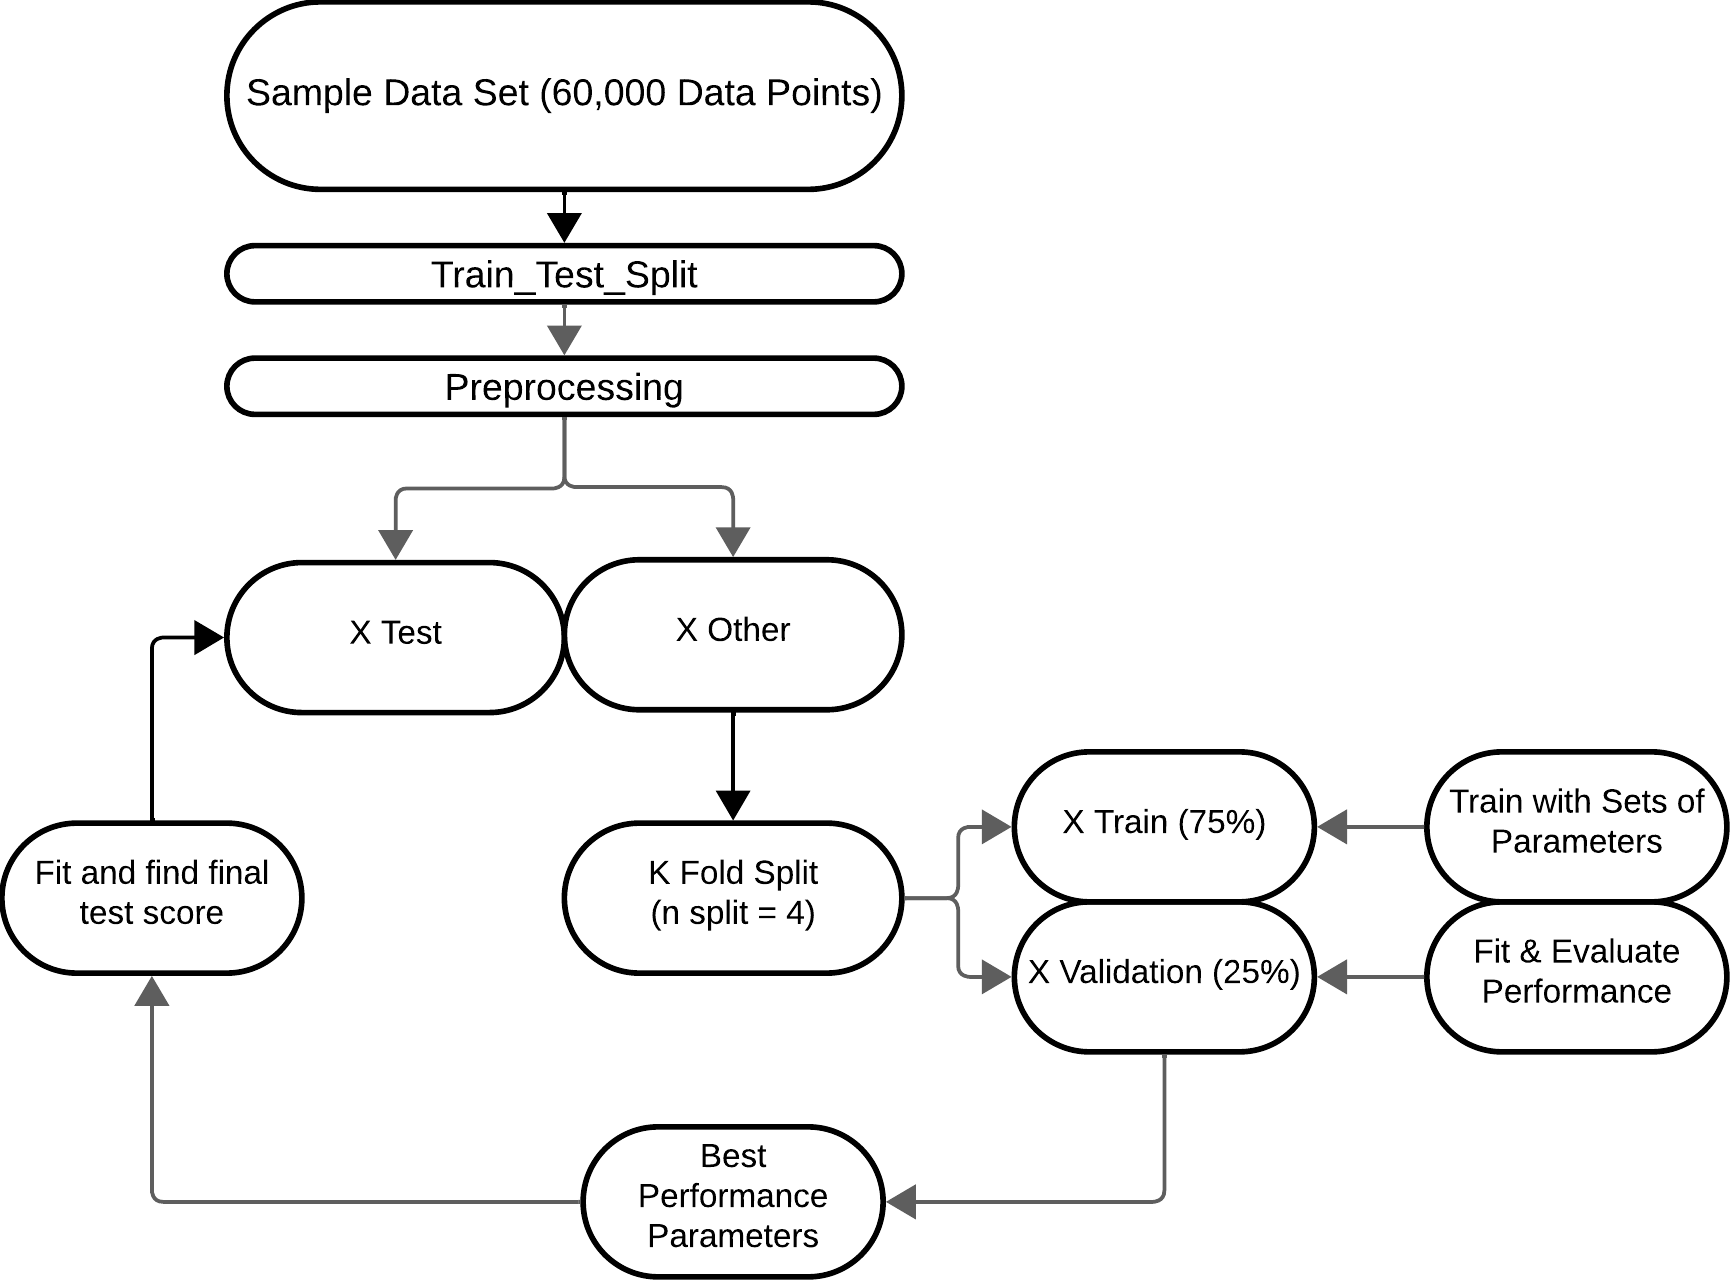 Sample Data Set (60,000 Data Points)
Train_Test_Split
Preprocessing
X Test
X Other
Fit and find final
test score
K Fold Split
(n split = 4)
X Train (75%)
X Validation (25%)
Train with Sets of
Parameters
Fit & Evaluate
Performance
Best
Performance
Parameters